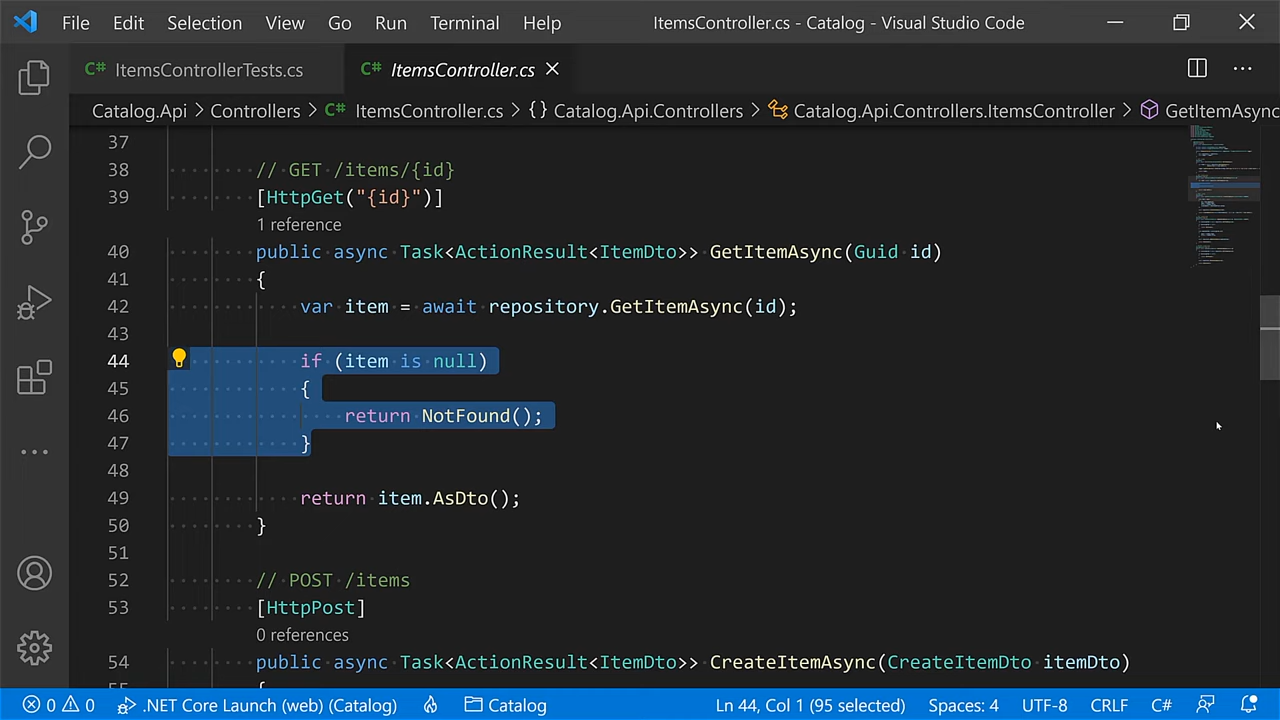 File Edit Selection View Go Run Terminal Help ItemsController.cs - Catalog - Visual Studio Code
C# ItemsControllerTests.cs C# ItemsController.cs
Catalog.Api > Controllers > C# ItemsController.cs > {} Catalog.Api.Controllers > Catalog.Api.Controllers.ItemsController > GetItemAsync
37
38 // GET /items/{id}
39 [HttpGet("{id}")]
1 reference
40 public async Task<ActionResult<ItemDto>> GetItemAsync(Guid id)
41 {
42 var item = await repository.GetItemAsync(id);
43
44 if (item is null)
45 {
46 return NotFound();
47 }
48
49 return item.AsDto();
50 }
51
52 // POST /items
53 [HttpPost]
0 references
54 public async Task<ActionResult<ItemDto>> CreateItemAsync(CreateItemDto itemDto)
55 {
0 0 .NET Core Launch (web) (Catalog) Catalog Ln 44, Col 1 (95 selected) Spaces: 4 UTF-8 CRLF C#